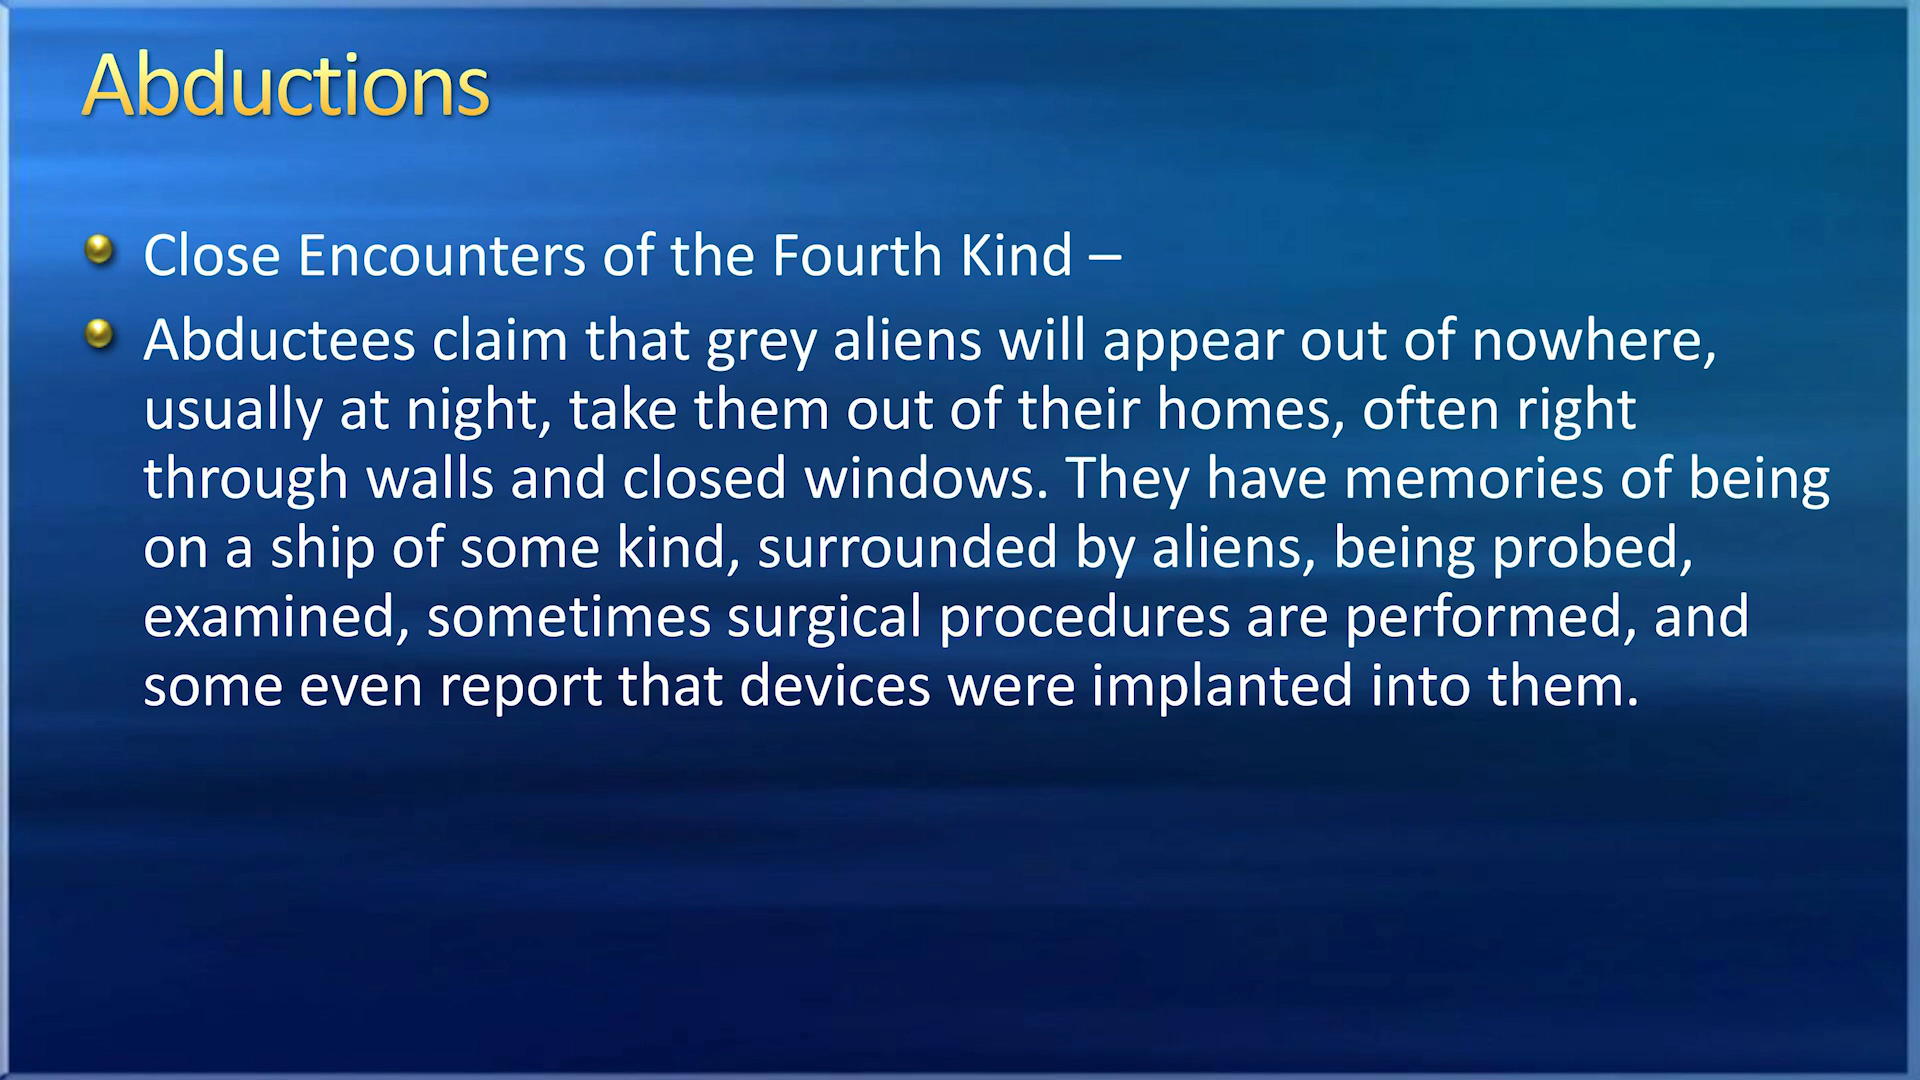 Abductions
Close Encounters of the Fourth Kind –
Abductees claim that grey aliens will appear out of nowhere,
usually at night, take them out of their homes, often right
through walls and closed windows. They have memories of being
on a ship of some kind, surrounded by aliens, being probed,
examined, sometimes surgical procedures are performed, and
some even report that devices were implanted into them.